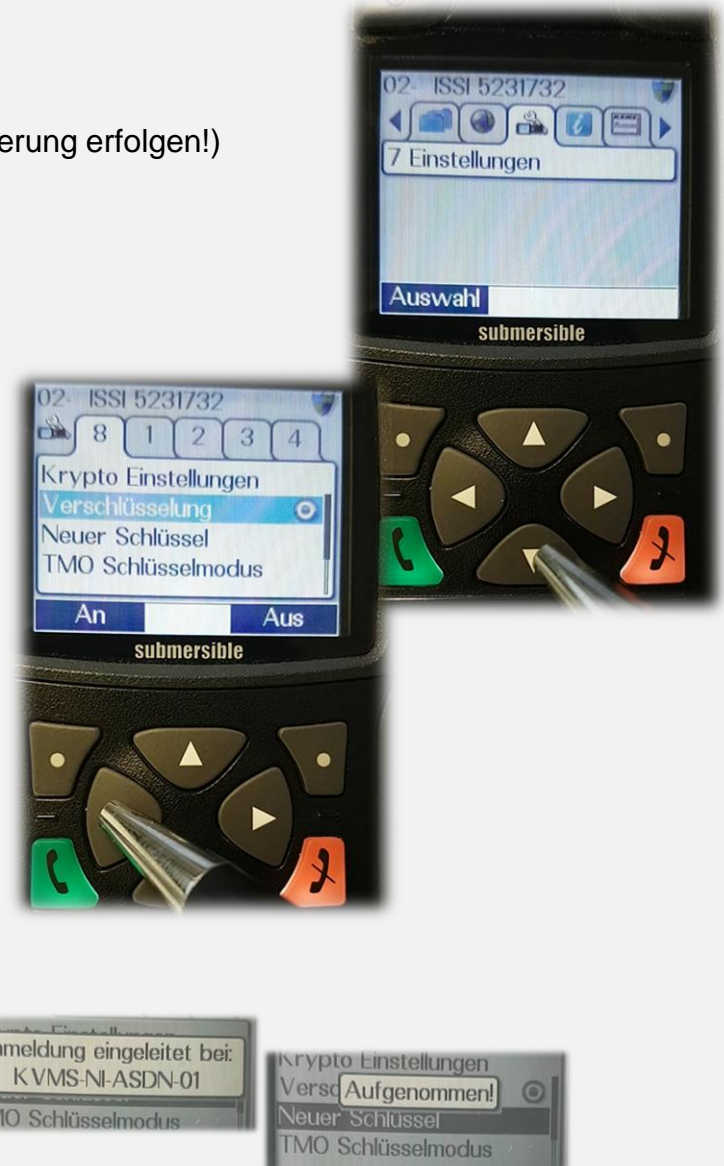 02- ISSI 5231732
erung erfolgen!)
7 Einstellungen
Auswahl
submersible
02- ISSI 5231732
8 1 2 3 4
Krypto Einstellungen
Verschlüsselung
Neuer Schlüssel
TMO Schlüsselmodus
An Aus
submersible
nmeldung eingeleitet bei:
KVMS-NI-ASDN-01
Schlüsselmodus
Krypto Einstellungen
Aufgenommen!
Neuer Schlüssel
TMO Schlüsselmodus